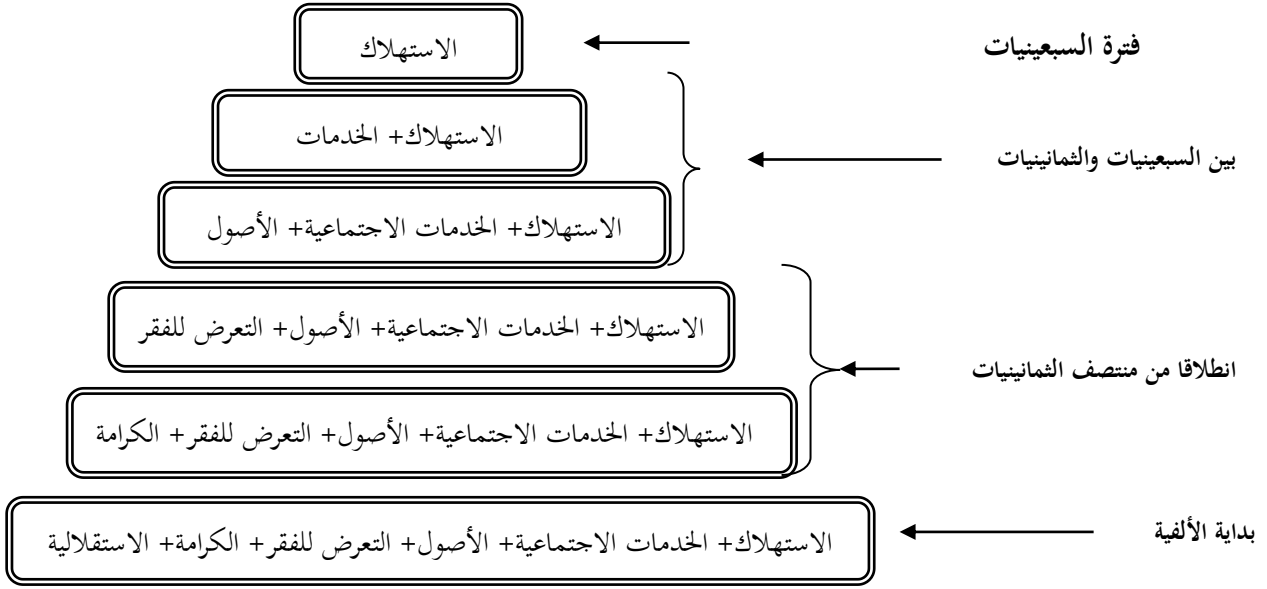 فترة السبعينيات
الاستهلاك
الاستهلاك+ الخدمات
بين السبعينيات والثمانينيات
الاستهلاك+ الخدمات الاجتماعية+ الأصول
الاستهلاك+ الخدمات الاجتماعية+ الأصول+ التعرض للفقر
انطلاقا من منتصف الثمانينيات
الاستهلاك+ الخدمات الاجتماعية+ الأصول+ التعرض للفقر+ الكرامة
بداية الألفية
الاستهلاك+ الخدمات الاجتماعية+ الأصول+ التعرض للفقر+ الكرامة+ الاستقلالية